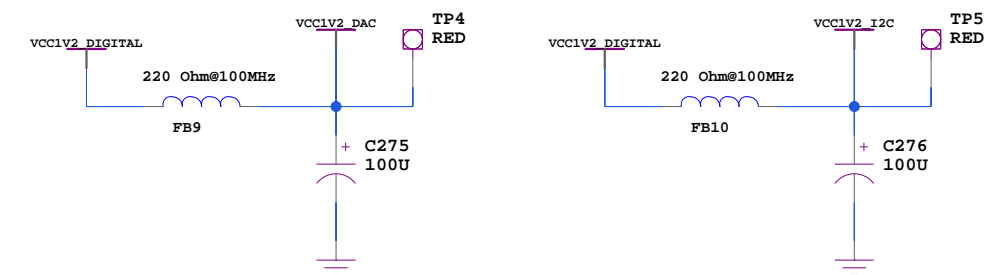 VCC1V2_DIGITAL
VCC1V2_DAC
TP4
RED
220 Ohm@100MHz
FB9
C275
100U
+
VCC1V2_DIGITAL
VCC1V2_I2C
TP5
RED
220 Ohm@100MHz
FB10
C276
100U
+